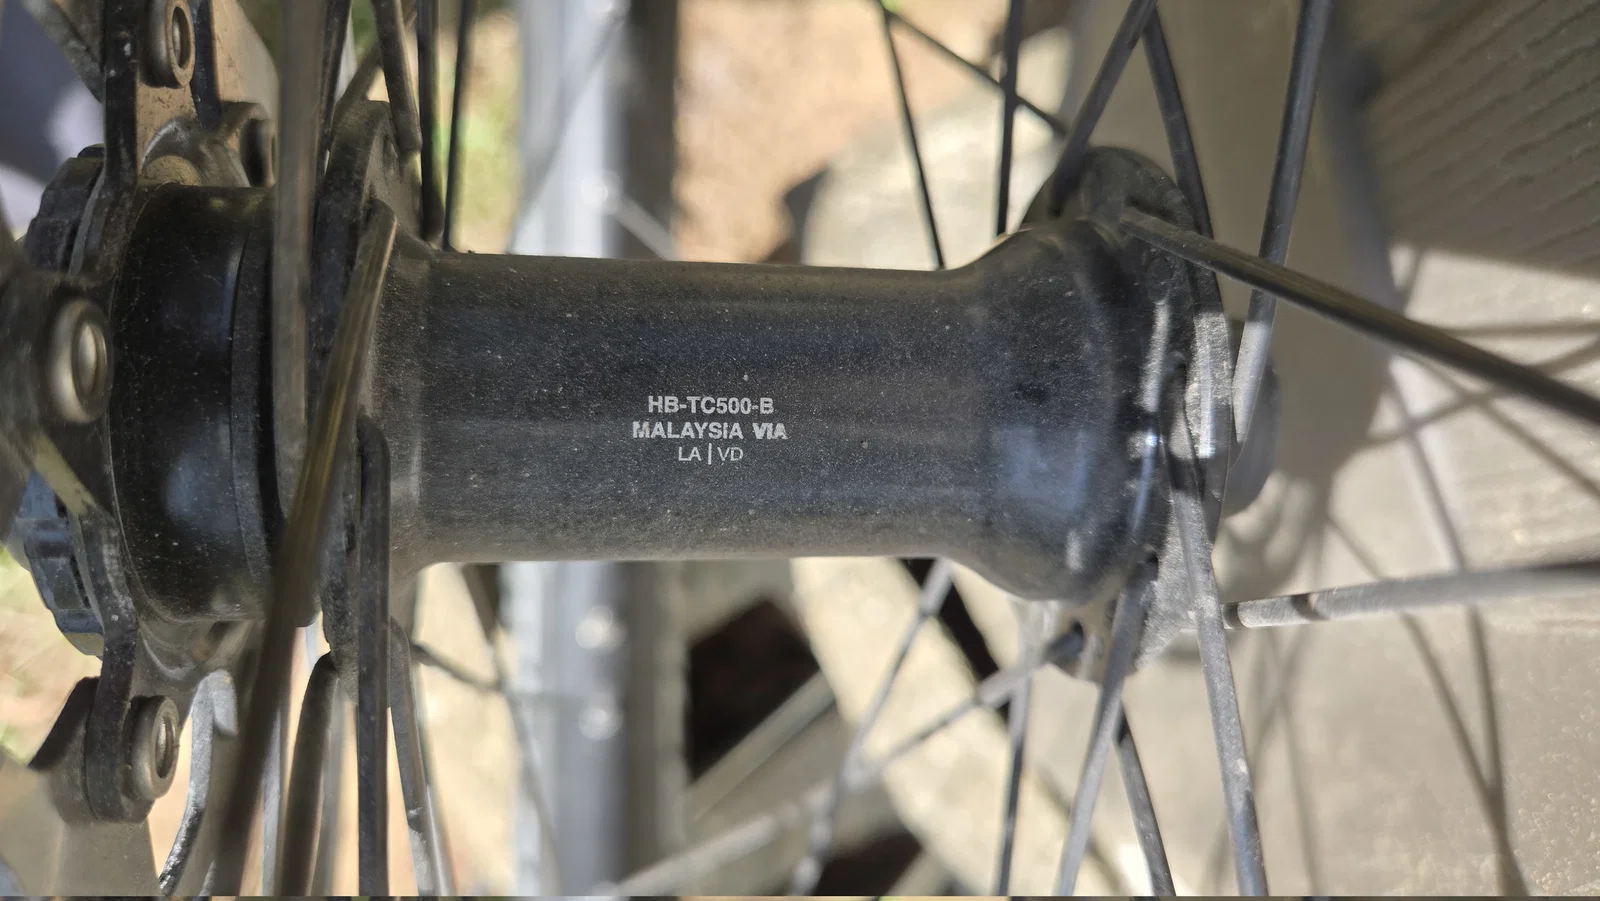 HB-TC500-B
MALAYSIA VIA
LA | VD